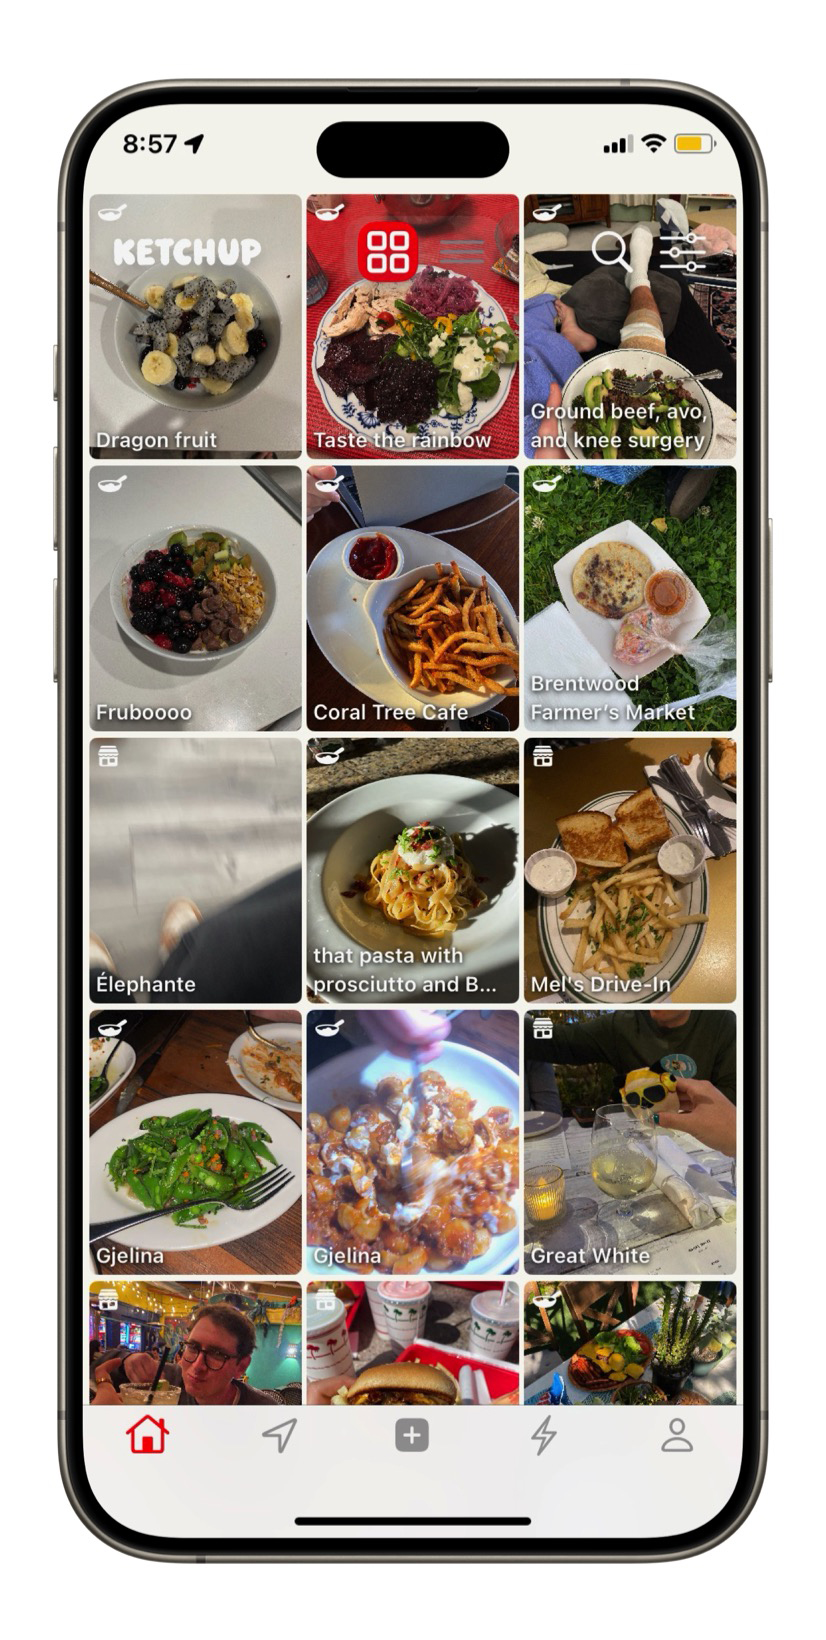 8:57
KETCHUP
Dragon fruit
Taste the rainbow
Ground beef, avo,
and knee surgery
Fruboooo
Coral Tree Cafe
Brentwood
Farmer’s Market
Élephante
that pasta with
prosciutto and B...
Mel's Drive-In
Gjelina
Gjelina
Great White